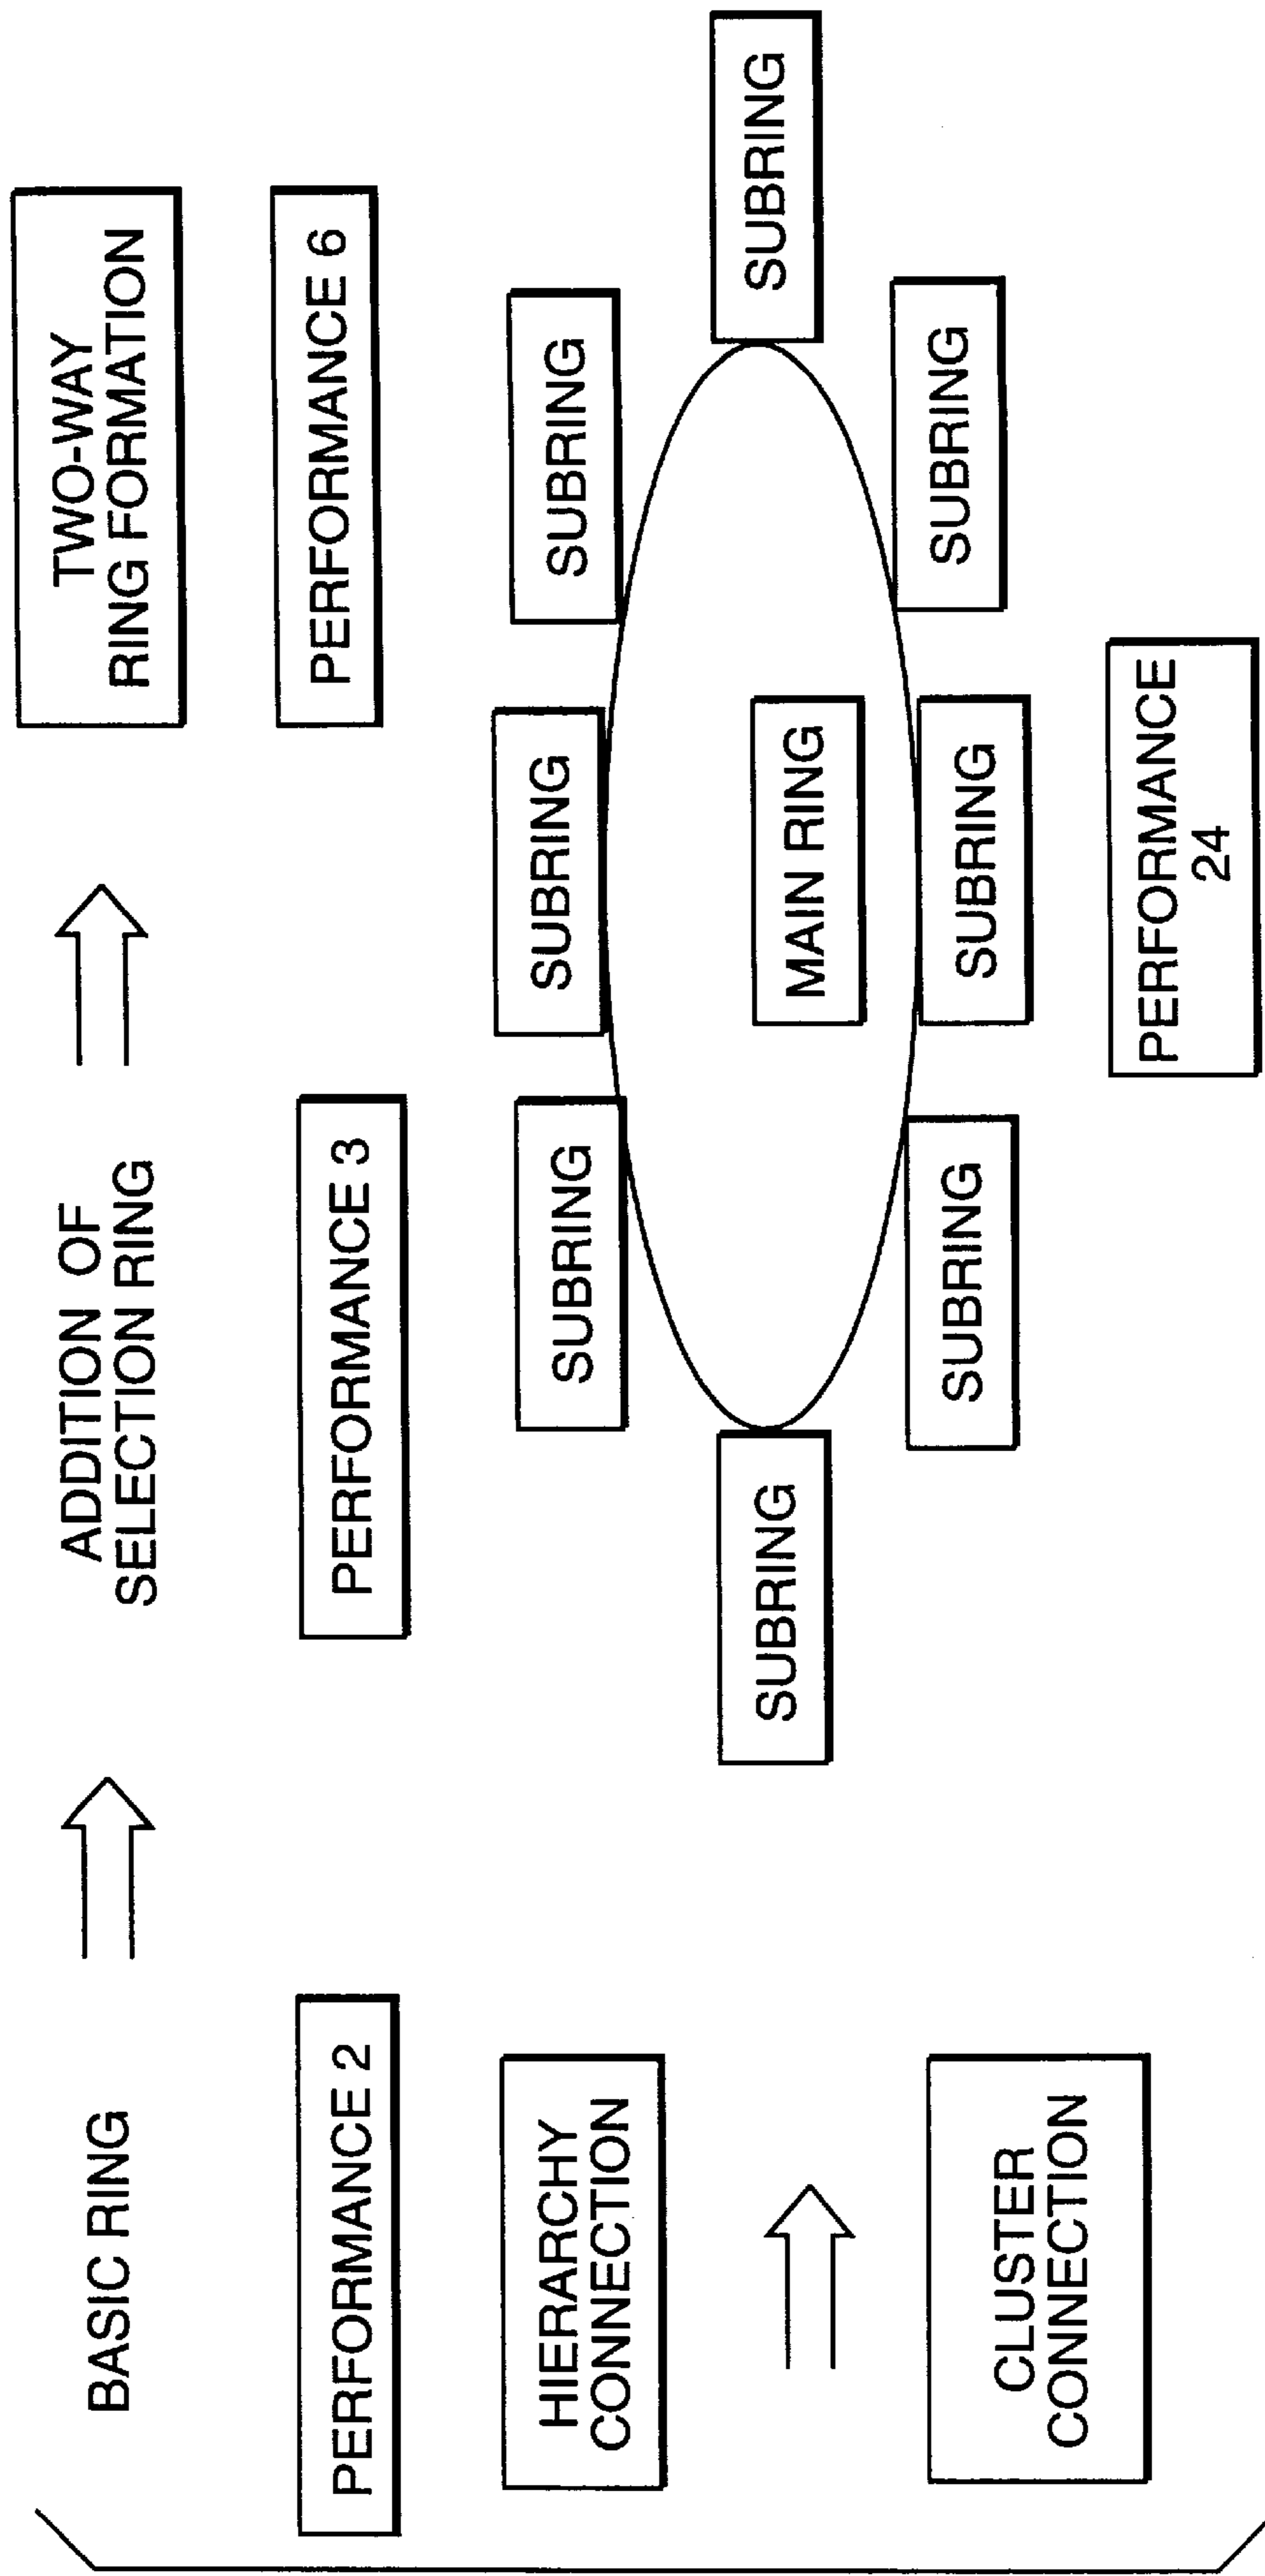 BASIC RING
ADDITION OF
SELECTION RING
TWO-WAY
RING FORMATION
PERFORMANCE 2
PERFORMANCE 3
PERFORMANCE 6
HIERARCHY
CONNECTION
SUBRING
SUBRING
SUBRING
SUBRING
MAIN RING
SUBRING
CLUSTER
CONNECTION
SUBRING
SUBRING
SUBRING
PERFORMANCE
24